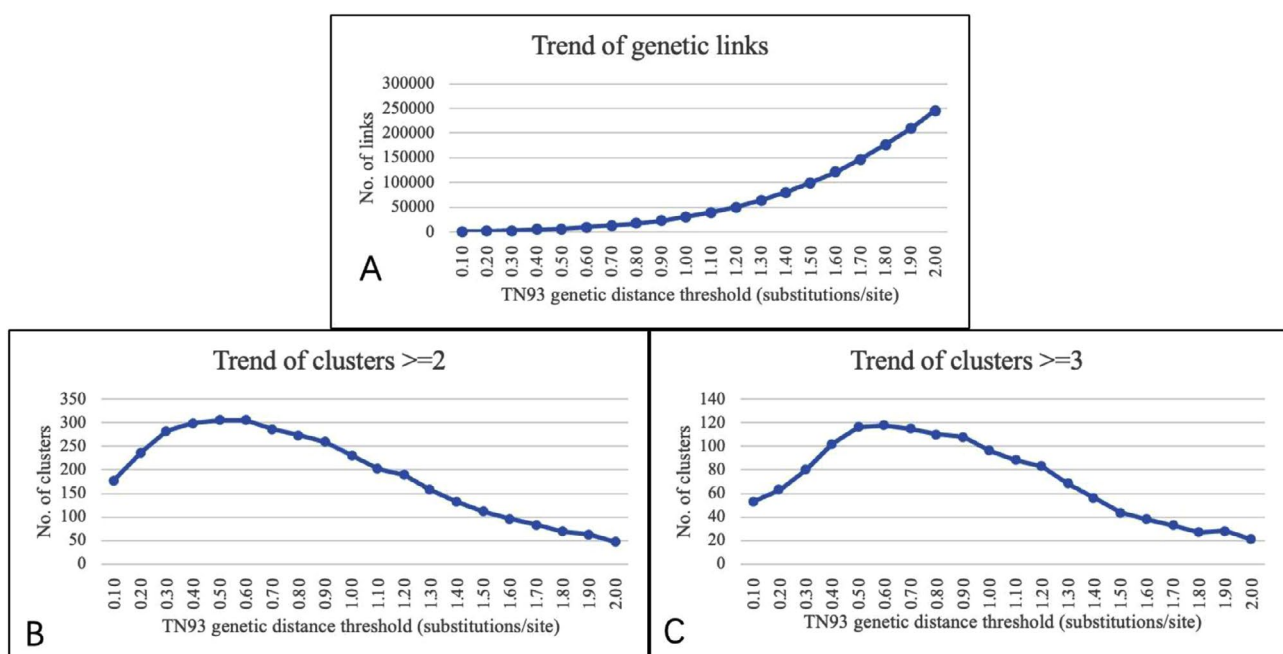 Trend of genetic links
No. of links
300000
250000
200000
150000
100000
50000
0
0.10 0.20 0.30 0.40 0.50 0.60 0.70 0.80 0.90 1.00 1.10 1.20 1.30 1.40 1.50 1.60 1.70 1.80 1.90 2.00
TN93 genetic distance threshold (substitutions/site)
A
Trend of clusters >=2
No. of clusters
350
300
250
200
150
100
50
0
0.10 0.20 0.30 0.40 0.50 0.60 0.70 0.80 0.90 1.00 1.10 1.20 1.30 1.40 1.50 1.60 1.70 1.80 1.90 2.00
TN93 genetic distance threshold (substitutions/site)
B
Trend of clusters >=3
No. of clusters
140
120
100
80
60
40
20
0
0.10 0.20 0.30 0.40 0.50 0.60 0.70 0.80 0.90 1.00 1.10 1.20 1.30 1.40 1.50 1.60 1.70 1.80 1.90 2.00
TN93 genetic distance threshold (substitutions/site)
C